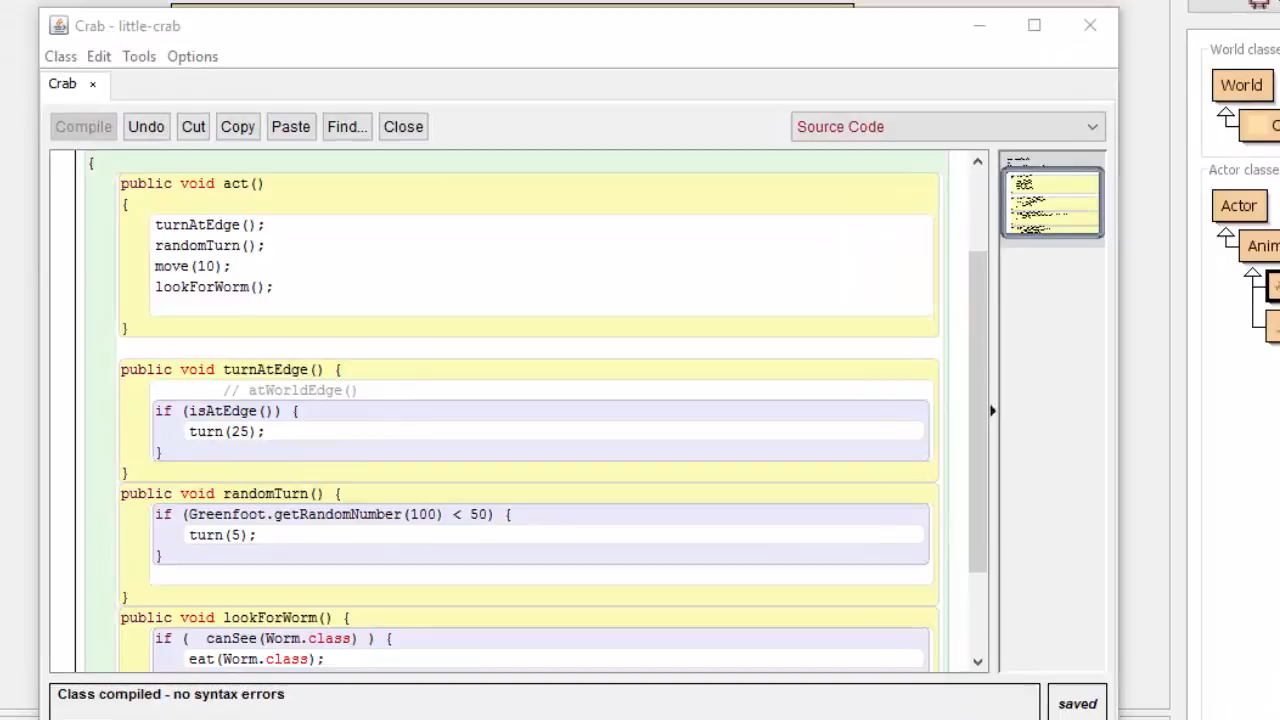 Crab - little-crab
Class Edit Tools Options
Crab ×
Compile Undo Cut Copy Paste Find... Close Source Code
{
public void act()
{
turnAtEdge();
randomTurn();
move(10);
lookForWorm();
}
public void turnAtEdge() {
// atWorldEdge()
if (isAtEdge()) {
turn(25);
}
}
public void randomTurn() {
if (Greenfoot.getRandomNumber(100) < 50) {
turn(5);
}
}
public void lookForWorm() {
if (  canSee(Worm.class) ) {
eat(Worm.class);
Class compiled - no syntax errors
saved
World classe
World
C
Actor classe
Actor
Anim